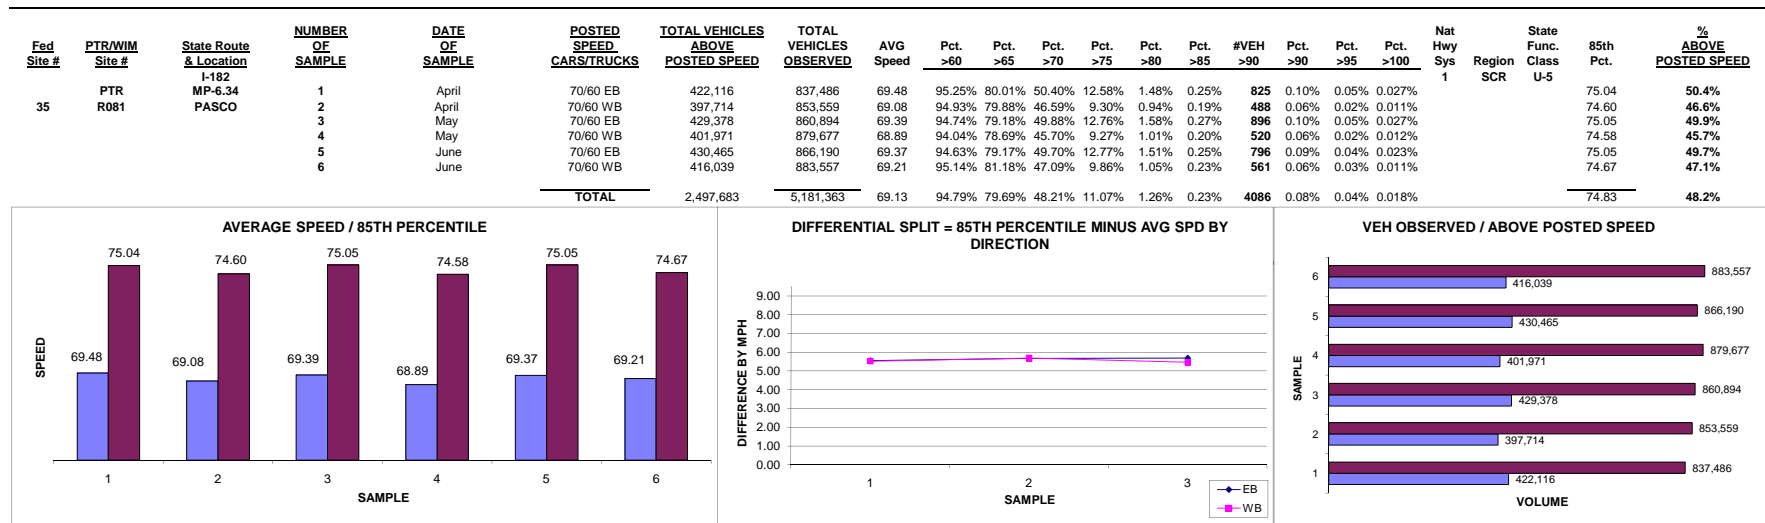 Fed Site # PTR/WIM Site # State Route & Location NUMBER OF SAMPLE DATE OF SAMPLE POSTED SPEED CARS/TRUCKS TOTAL VEHICLES ABOVE POSTED SPEED TOTAL VEHICLES OBSERVED AVG Speed Pct. >60 Pct. >65 Pct. >70 Pct. >75 Pct. >80 Pct. >85 #VEH >90 Pct. >90 Pct. >95 Pct. >100 Nat Hwy Sys Region State Func. Class 85th Pct. % ABOVE POSTED SPEED
I-182 1 SCR U-5
PTR MP-6.34 1 April 70/60 EB 422,116 837,486 69.48 95.25% 80.01% 50.40% 12.58% 1.48% 0.25% 825 0.10% 0.05% 0.027% 75.04 50.4%
35 R081 PASCO 2 April 70/60 WB 397,714 853,559 69.08 94.93% 79.88% 46.59% 9.30% 0.94% 0.19% 488 0.06% 0.02% 0.011% 74.60 46.6%
3 May 70/60 EB 429,378 860,894 69.39 94.74% 79.18% 49.88% 12.76% 1.58% 0.27% 896 0.10% 0.05% 0.027% 75.05 49.9%
4 May 70/60 WB 401,971 879,677 68.89 94.04% 78.69% 45.70% 9.27% 1.01% 0.20% 520 0.06% 0.02% 0.012% 74.58 45.7%
5 June 70/60 EB 430,465 866,190 69.37 94.63% 79.17% 49.70% 12.77% 1.51% 0.25% 796 0.09% 0.04% 0.023% 75.05 49.7%
6 June 70/60 WB 416,039 883,557 69.21 95.14% 81.18% 47.09% 9.86% 1.05% 0.23% 561 0.06% 0.03% 0.011% 74.67 47.1%
TOTAL 2,497,683 5,181,363 69.13 94.79% 79.69% 48.21% 11.07% 1.26% 0.23% 4086 0.08% 0.04% 0.018% 74.83 48.2%
AVERAGE SPEED / 85TH PERCENTILE
75.04 74.60 75.05 74.58 75.05 74.67
69.48 69.08 69.39 68.89 69.37 69.21
SPEED
1 2 3 4 5 6
SAMPLE
DIFFERENTIAL SPLIT = 85TH PERCENTILE MINUS AVG SPD BY
DIRECTION
DIFFERENCE BY MPH
9.00
8.00
7.00
6.00
5.00
4.00
3.00
2.00
1.00
0.00
1 2 3
SAMPLE
EB
WB
VEH OBSERVED / ABOVE POSTED SPEED
SAMPLE
6 883,557
416,039
5 866,190
430,465
4 879,677
401,971
3 860,894
429,378
2 853,559
397,714
1 837,486
422,116
VOLUME